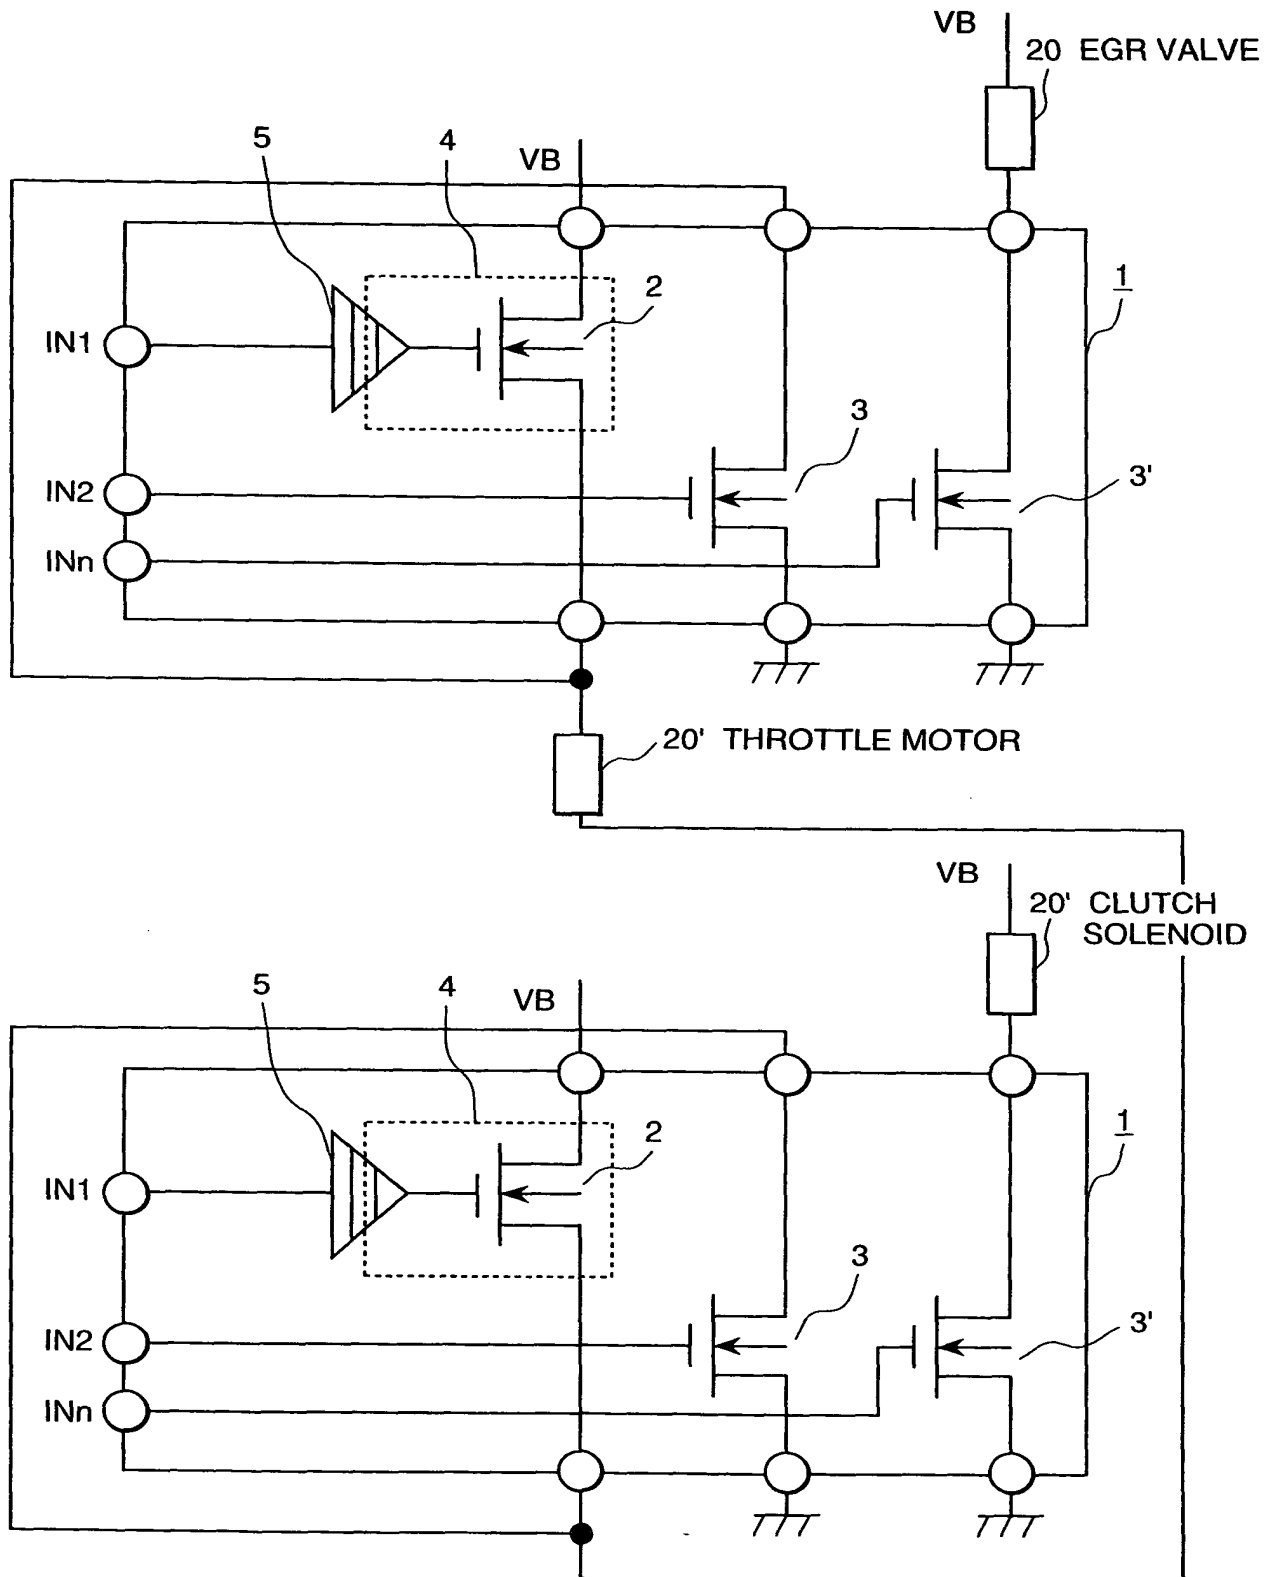 VB
20 EGR VALVE
5
4
VB
1
2
IN1
3
3'
IN2
INn
20' THROTTLE MOTOR
VB
20' CLUTCH
SOLENOID
5
4
VB
1
2
IN1
3
3'
IN2
INn